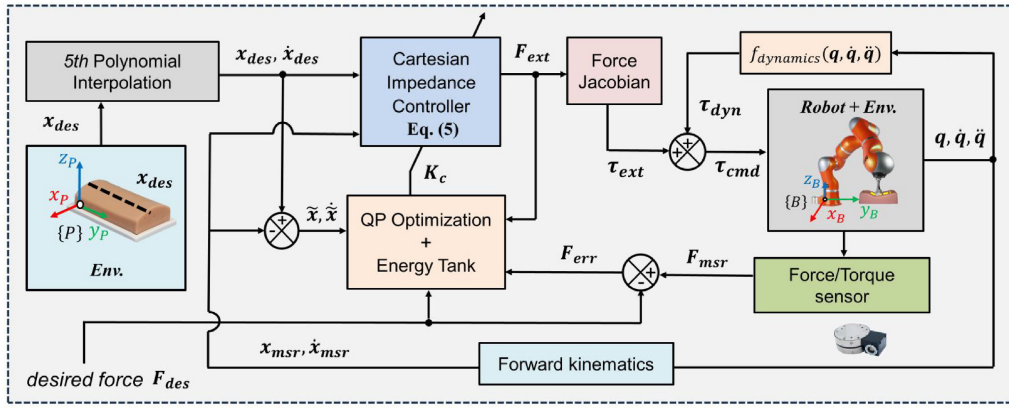 5th Polynomial
Interpolation
x_des, ẋ_des
Cartesian
Impedance
Controller
Eq. (5)
F_ext
Force
Jacobian
f_dynamics(q, q̇, q̈)
τ_dyn
Robot + Env.
z_B
{B}
x_B
y_B
q, q̇, q̈
x_des
z_P
x_des
x_P
{P}
y_P
Env.
+
-
x̃, x̃̇
K_c
QP Optimization
+
Energy Tank
τ_ext
+
+
τ_cmd
F_err
+
-
F_msr
Force/Torque
sensor
x_msr, ẋ_msr
Forward kinematics
desired force F_des